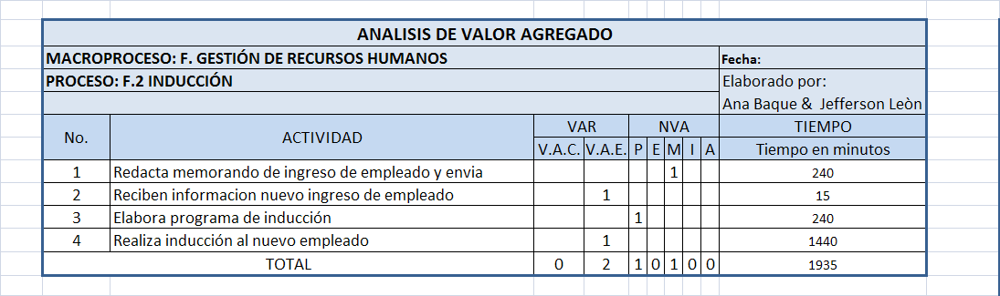 ANALISIS DE VALOR AGREGADO
MACROPROCESO: F. GESTIÓN DE RECURSOS HUMANOS Fecha:
PROCESO: F.2 INDUCCIÓN Elaborado por:
Ana Baque & Jefferson Leòn
No. ACTIVIDAD VAR NVA TIEMPO
V.A.C. V.A.E. P E M I A Tiempo en minutos
1 Redacta memorando de ingreso de empleado y envia 1 240
2 Reciben informacion nuevo ingreso de empleado 1 15
3 Elabora programa de inducción 1 240
4 Realiza inducción al nuevo empleado 1 1440
TOTAL 0 2 1 0 1 0 0 1935